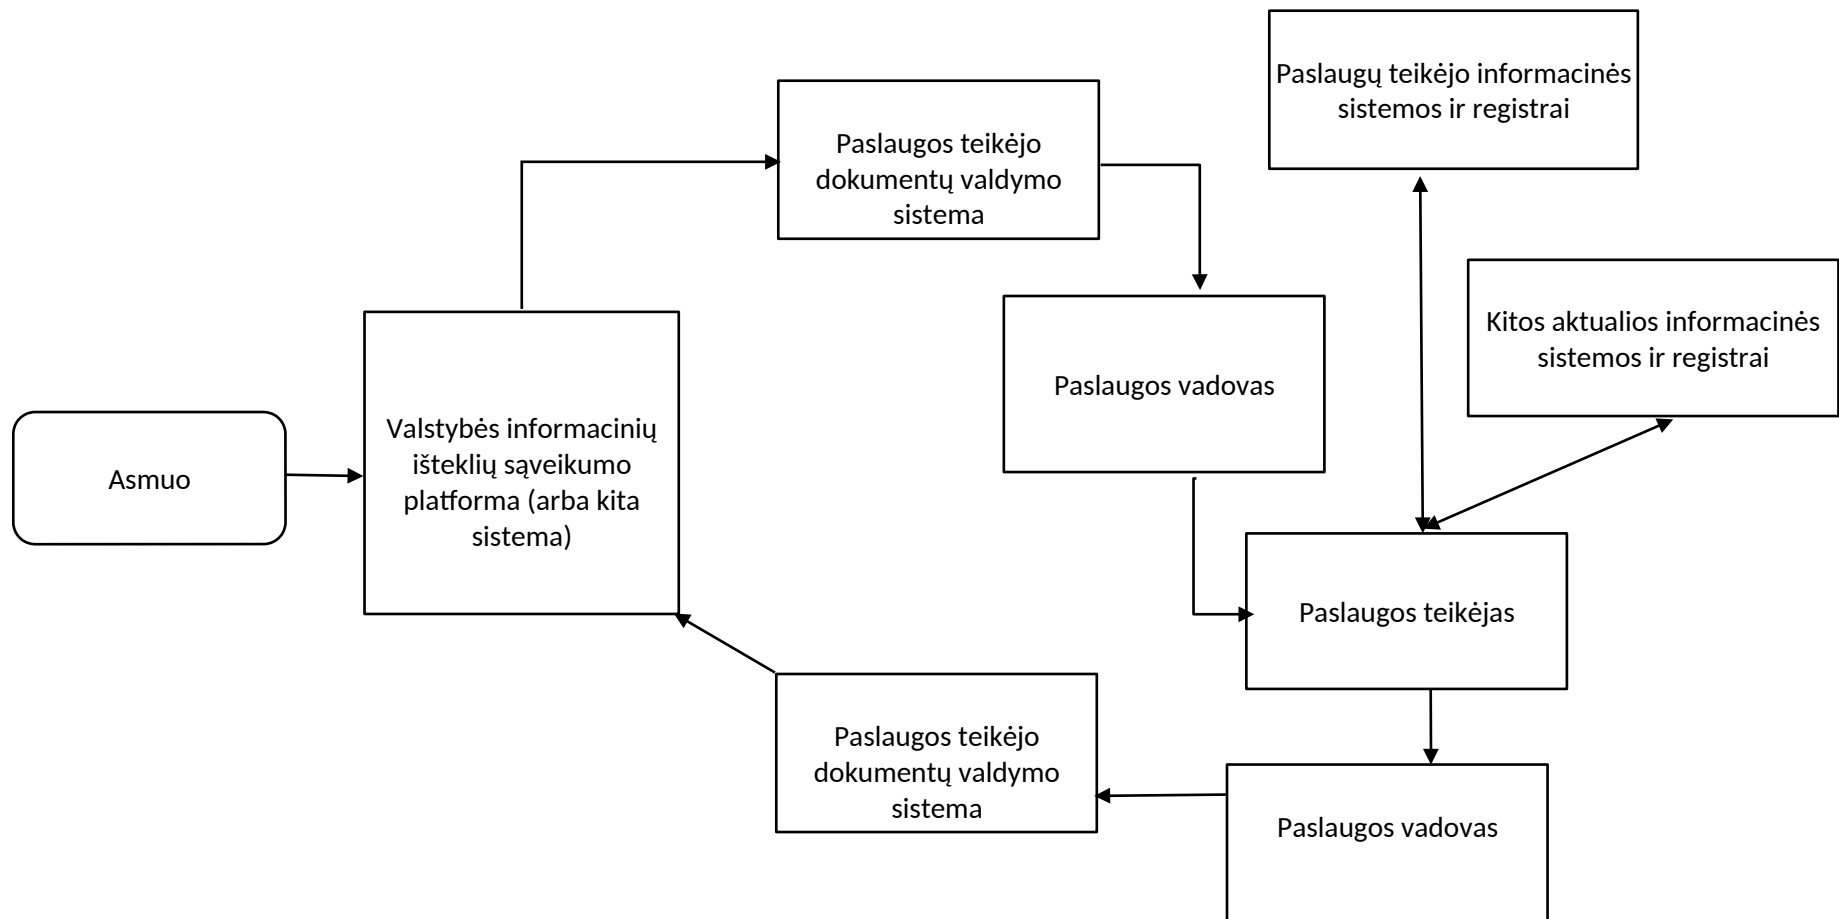 Paslaugų teikėjo informacinės
sistemos ir registrai
Paslaugos teikėjo
dokumentų valdymo
sistema
Kitos aktualios informacinės
sistemos ir registrai
Paslaugos vadovas
Valstybės informacinių
išteklių sąveikumo
platforma (arba kita
sistema)
Asmuo
Paslaugos teikėjas
Paslaugos teikėjo
dokumentų valdymo
sistema
Paslaugos vadovas